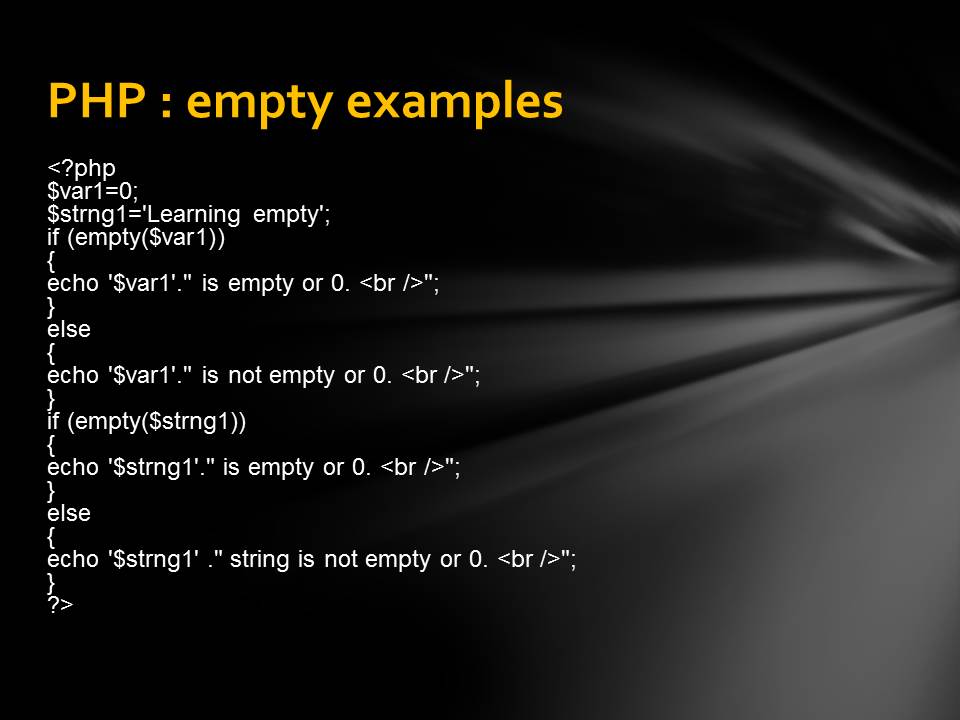 PHP : empty examples
<?php
$var1=0;
$strng1='Learning empty';
if (empty($var1))
{
echo '$var1'." is empty or 0. <br />";
}
else
{
echo '$var1'." is not empty or 0. <br />";
}
if (empty($strng1))
{
echo '$strng1'." is empty or 0. <br />";
}
else
{
echo '$strng1' ." string is not empty or 0. <br />";
}
?>